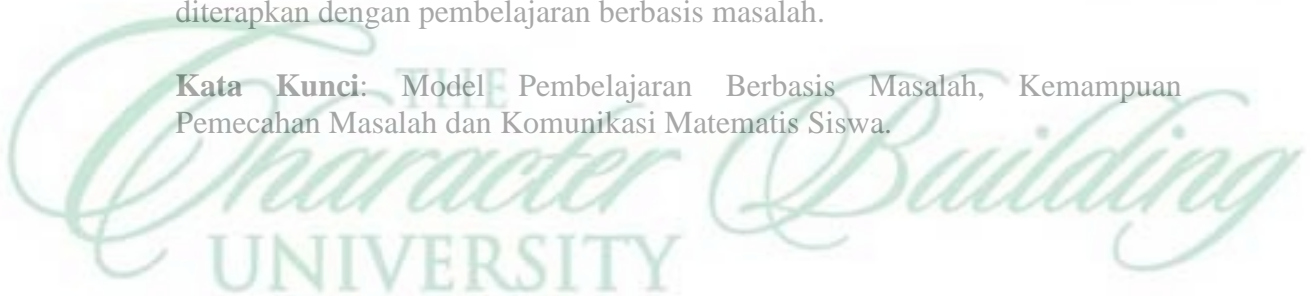 diterapkan dengan pembelajaran berbasis masalah.
Kata Kunci: Model Pembelajaran Berbasis Masalah, Kemampuan
Pemecahan Masalah dan Komunikasi Matematis Siswa.
THE
Character Building
UNIVERSITY